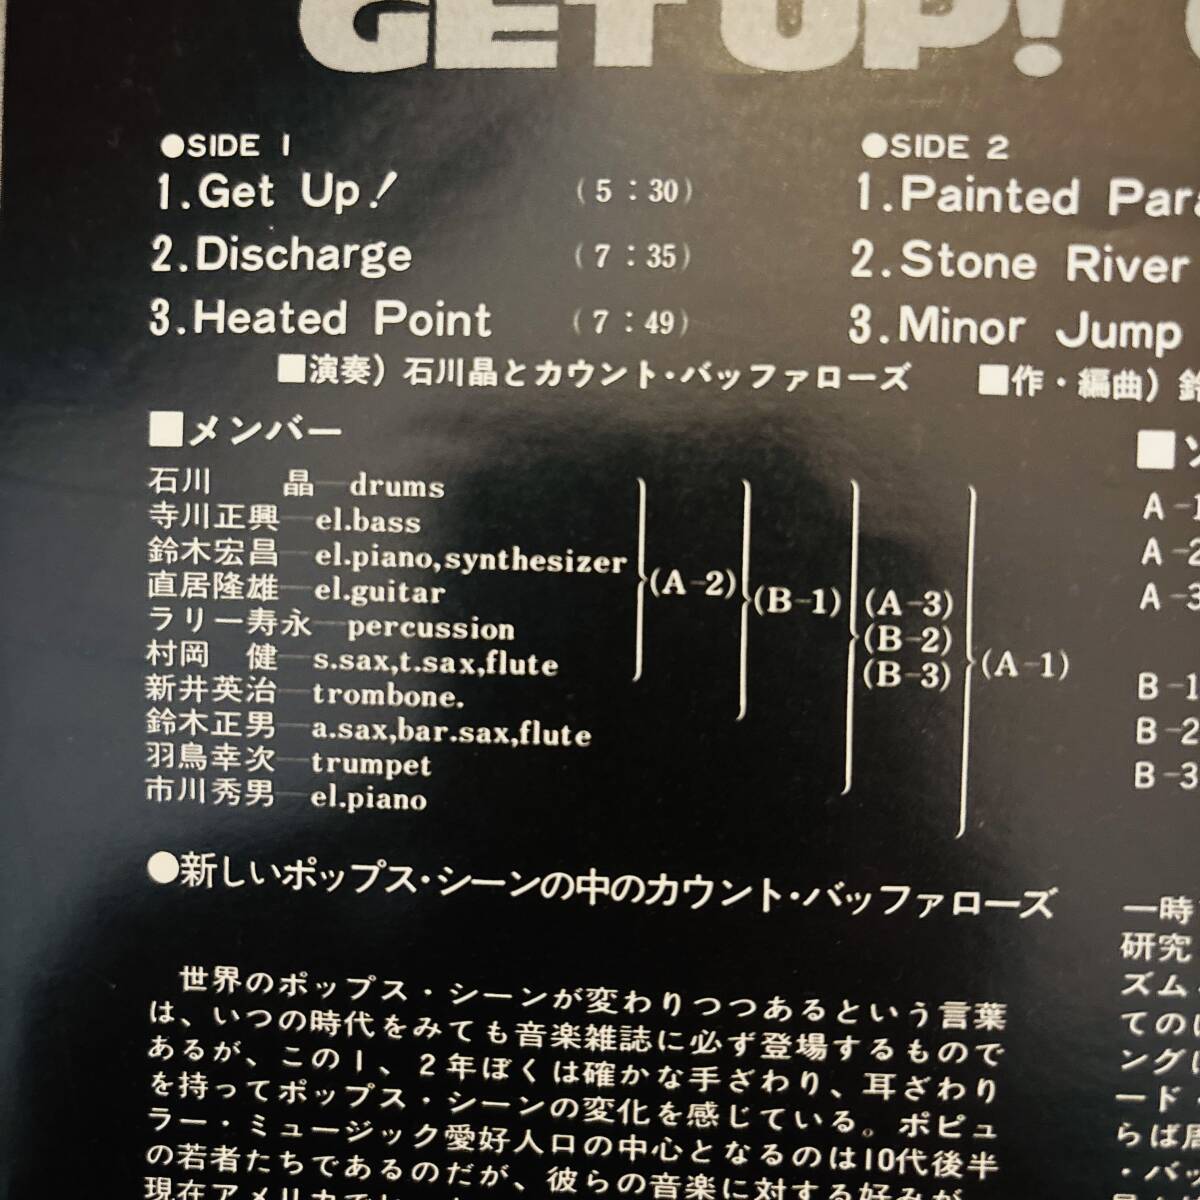 GET UP!
●SIDE 1
1.Get Up! (5:30)
2.Discharge (7:35)
3.Heated Point (7:49)
●SIDE 2
1.Painted
2.Stone River
3.Minor Jump
■演奏) 石川晶とカウント・バッファローズ
■作・編曲)
■メンバー
石川 晶―drums
寺川正興―el.bass
鈴木宏昌―el.piano,synthesizer
直居隆雄―el.guitar
ラリー寿永―percussion
村岡 健―s.sax,t.sax,flute
新井英治―trombone.
鈴木正男―a.sax,bar.sax,flute
羽鳥幸次―trumpet
市川秀男―el.piano
(A-2)
(B-1)
(A-3)
(B-2)
(B-3)
(A-1)
A-1
A-2
A-3
B-1
B-2
B-3
●新しいポップス・シーンの中のカウント・バッファローズ
世界のポップス・シーンが変わりつつあるという言葉
は、いつの時代をみても音楽雑誌に必ず登場するもので
あるが、この1、2年ぼくは確かな手ざわり、耳ざわり
を持ってポップス・シーンの変化を感じている。ポピュ
ラー・ミュージック愛好人口の中心となるのは10代後半
の若者たちであるのだが、彼らの音楽に対する好みが、
現在アメリカで
一時
研究
ズム
ての
ング
ード
らば
・バッ